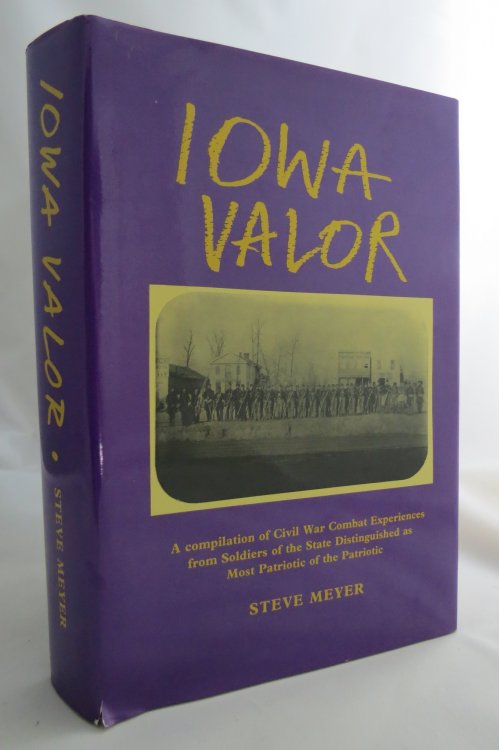 IOWA VALOR • STEVE MEYER
IOWA
VALOR
A compilation of Civil War Combat Experiences
from Soldiers of the State Distinguished as
Most Patriotic of the Patriotic
STEVE MEYER